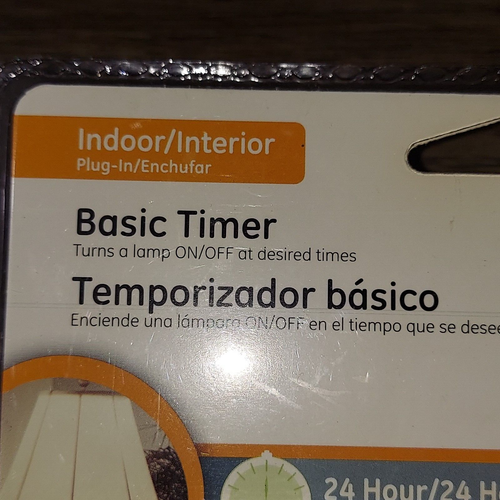 Indoor/Interior
Plug-In/Enchufar
Basic Timer
Turns a lamp ON/OFF at desired times
Temporizador básico
Enciende una lámpara ON/OFF en el tiempo que se desee
24 Hour/24 H